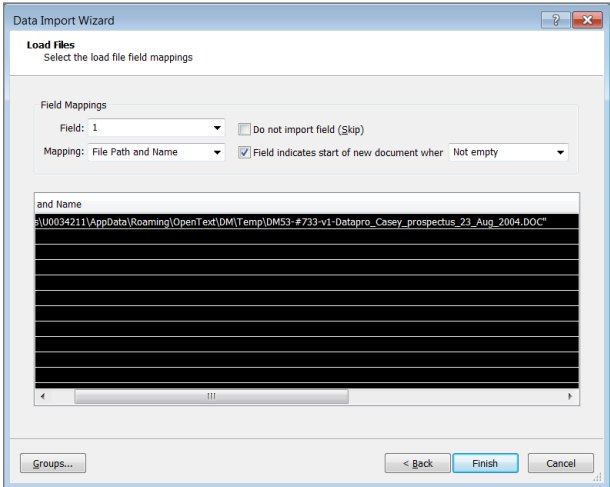 Data Import Wizard
Load Files
Select the load file field mappings
Field Mappings
Field: 1 Do not import field (Skip)
Mapping: File Path and Name Field indicates start of new document wher Not empty
and Name
s\U0034211\AppData\Roaming\OpenText\DM\Temp\DM53-#733-v1-Datapro_Casey_prospectus_23_Aug_2004.DOC"
Groups... < Back Finish Cancel